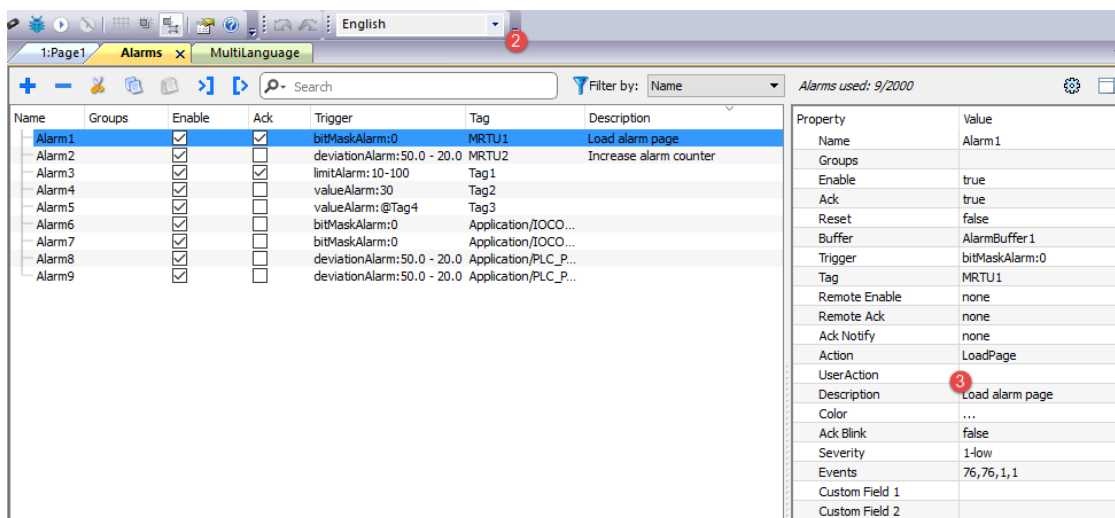 English
2
1:Page1 Alarms x MultiLanguage
Search Filter by: Name Alarms used: 9/2000
Name Groups Enable Ack Trigger Tag Description
Alarm1 bitMaskAlarm:0 MRTU1 Load alarm page
Alarm2 deviationAlarm:50.0 - 20.0 MRTU2 Increase alarm counter
Alarm3 limitAlarm:10-100 Tag1
Alarm4 valueAlarm:30 Tag2
Alarm5 valueAlarm:@Tag4 Tag3
Alarm6 bitMaskAlarm:0 Application/IOCO...
Alarm7 bitMaskAlarm:0 Application/IOCO...
Alarm8 deviationAlarm:50.0 - 20.0 Application/PLC_P...
Alarm9 deviationAlarm:50.0 - 20.0 Application/PLC_P...
Property Value
Name Alarm1
Groups
Enable true
Ack true
Reset false
Buffer AlarmBuffer1
Trigger bitMaskAlarm:0
Tag MRTU1
Remote Enable none
Remote Ack none
Ack Notify none
Action LoadPage
UserAction
3
Description Load alarm page
Color ...
Ack Blink false
Severity 1-low
Events 76,76,1,1
Custom Field 1
Custom Field 2